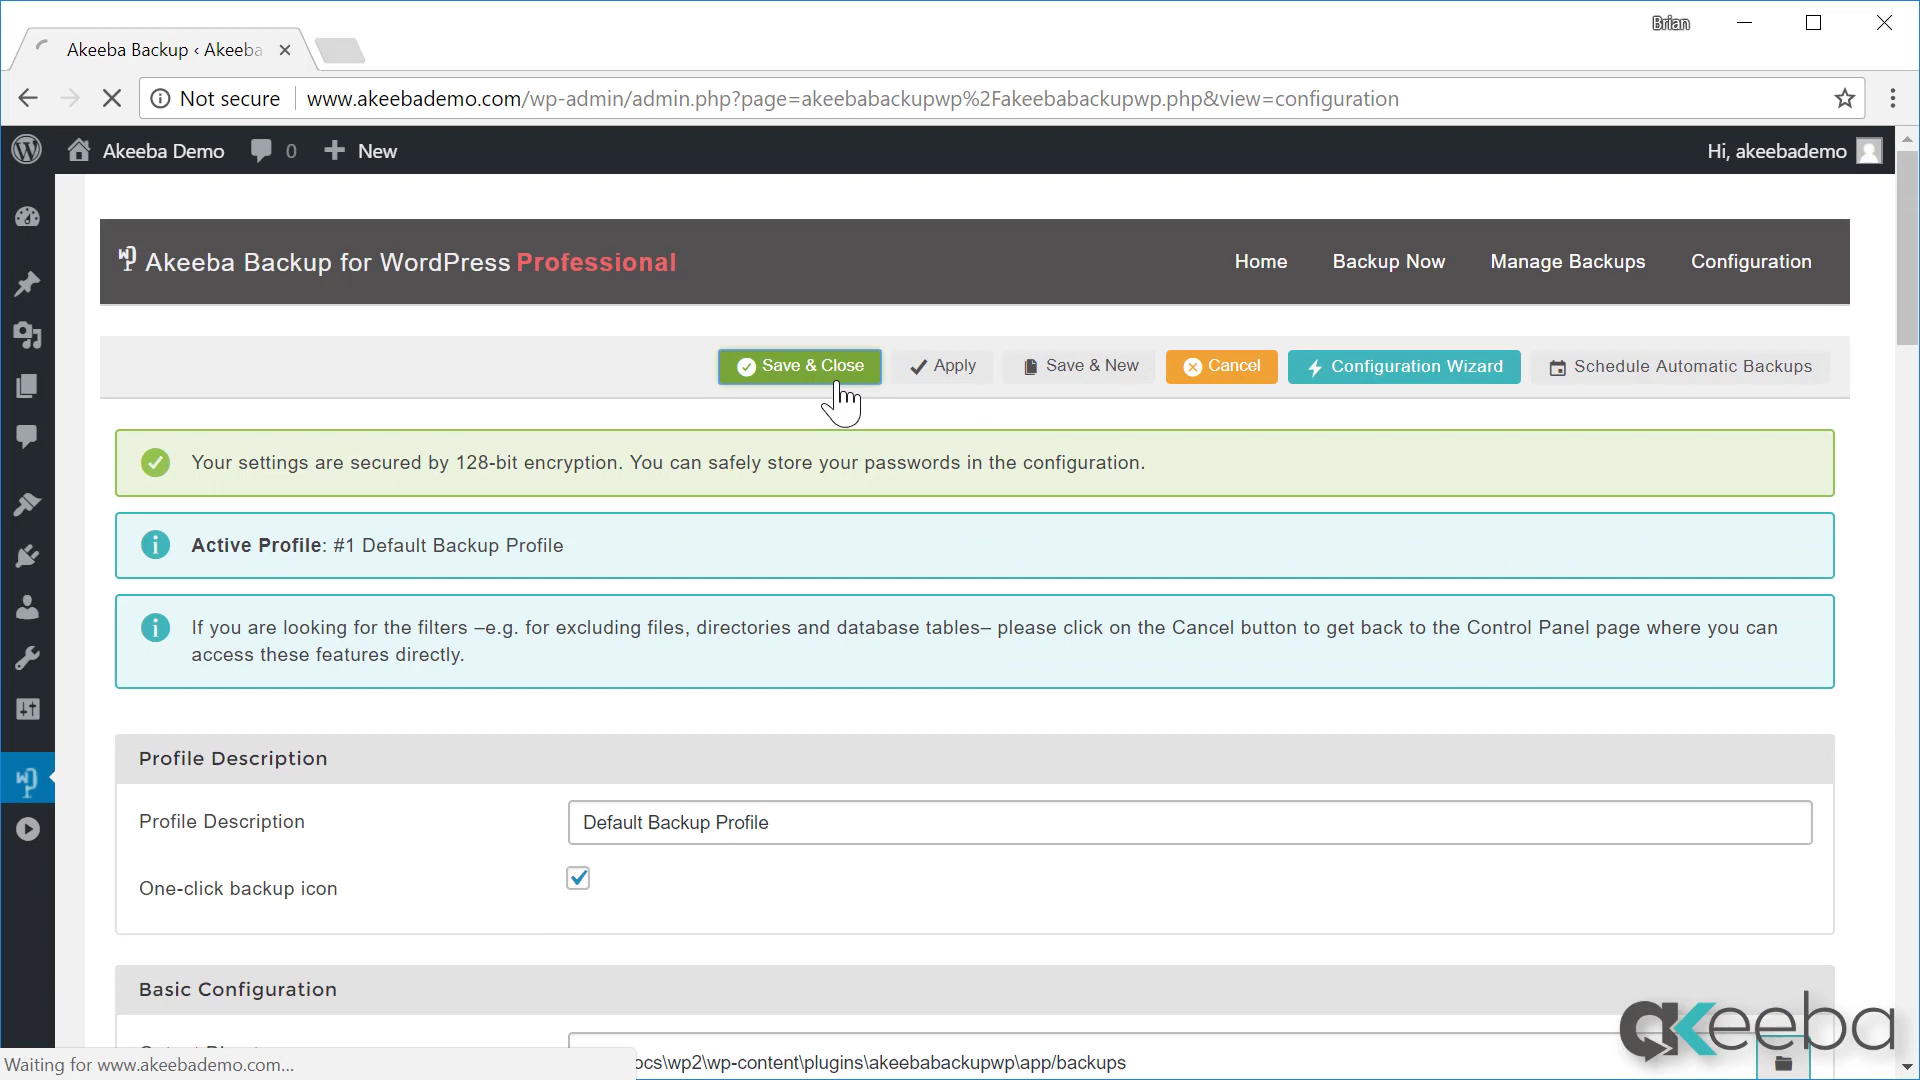 Brian
Akeeba Backup ‹ Akeeba
Not secure
www.akeebademo.com/wp-admin/admin.php?page=akeebabackupwp%2Fakeebabackupwp.php&view=configuration
Akeeba Demo
0
New
Hi, akeebademo
Akeeba Backup for WordPress Professional
Home
Backup Now
Manage Backups
Configuration
Save & Close
Apply
Save & New
Cancel
Configuration Wizard
Schedule Automatic Backups
Your settings are secured by 128-bit encryption. You can safely store your passwords in the configuration.
Active Profile: #1 Default Backup Profile
If you are looking for the filters –e.g. for excluding files, directories and database tables– please click on the Cancel button to get back to the Control Panel page where you can
access these features directly.
Profile Description
Profile Description
Default Backup Profile
One-click backup icon
Basic Configuration
ocs\wp2\wp-content\plugins\akeebabackupwp\app/backups
Waiting for www.akeebademo.com...
akeeba